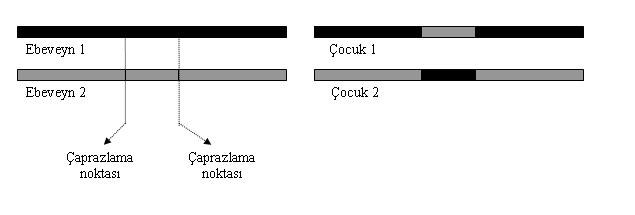 Ebeveyn 1
Ebeveyn 2
Çaprazlama
noktası
Çaprazlama
noktası
Çocuk 1
Çocuk 2